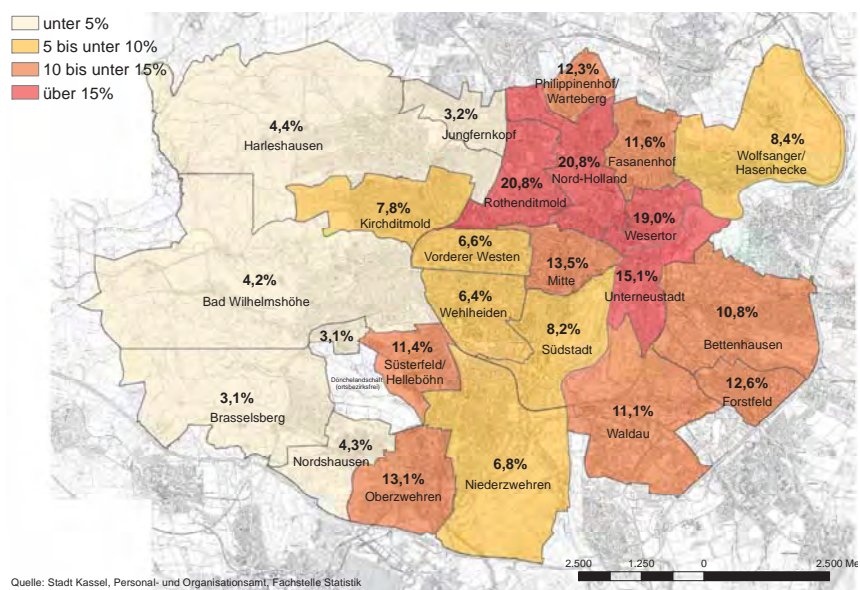 unter 5%
5 bis unter 10%
10 bis unter 15%
über 15%
12,3%
Philippinenhof/
Warteberg
3,2%
Jungfernkopf
4,4%
Harleshausen
11,6%
Fasanenhof
8,4%
Wolfsanger/
Hasenhecke
20,8%
Nord-Holland
20,8%
Rothenditmold
7,8%
Kirchditmold
19,0%
Wesertor
6,6%
Vorderer Westen
13,5%
Mitte
15,1%
Unterneustadt
4,2%
Bad Wilhelmshöhe
6,4%
Wehlheiden
10,8%
Bettenhausen
8,2%
Südstadt
3,1%
11,4%
Süsterfeld/
Helleböhn
Dönchelandschaft
(ortsbezirksfrei)
12,6%
Forstfeld
3,1%
Brasselsberg
11,1%
Waldau
4,3%
Nordshausen
6,8%
Niederzwehren
13,1%
Oberzwehren
2.500 1.250 0 2.500 Me
Quelle: Stadt Kassel, Personal- und Organisationsamt, Fachstelle Statistik